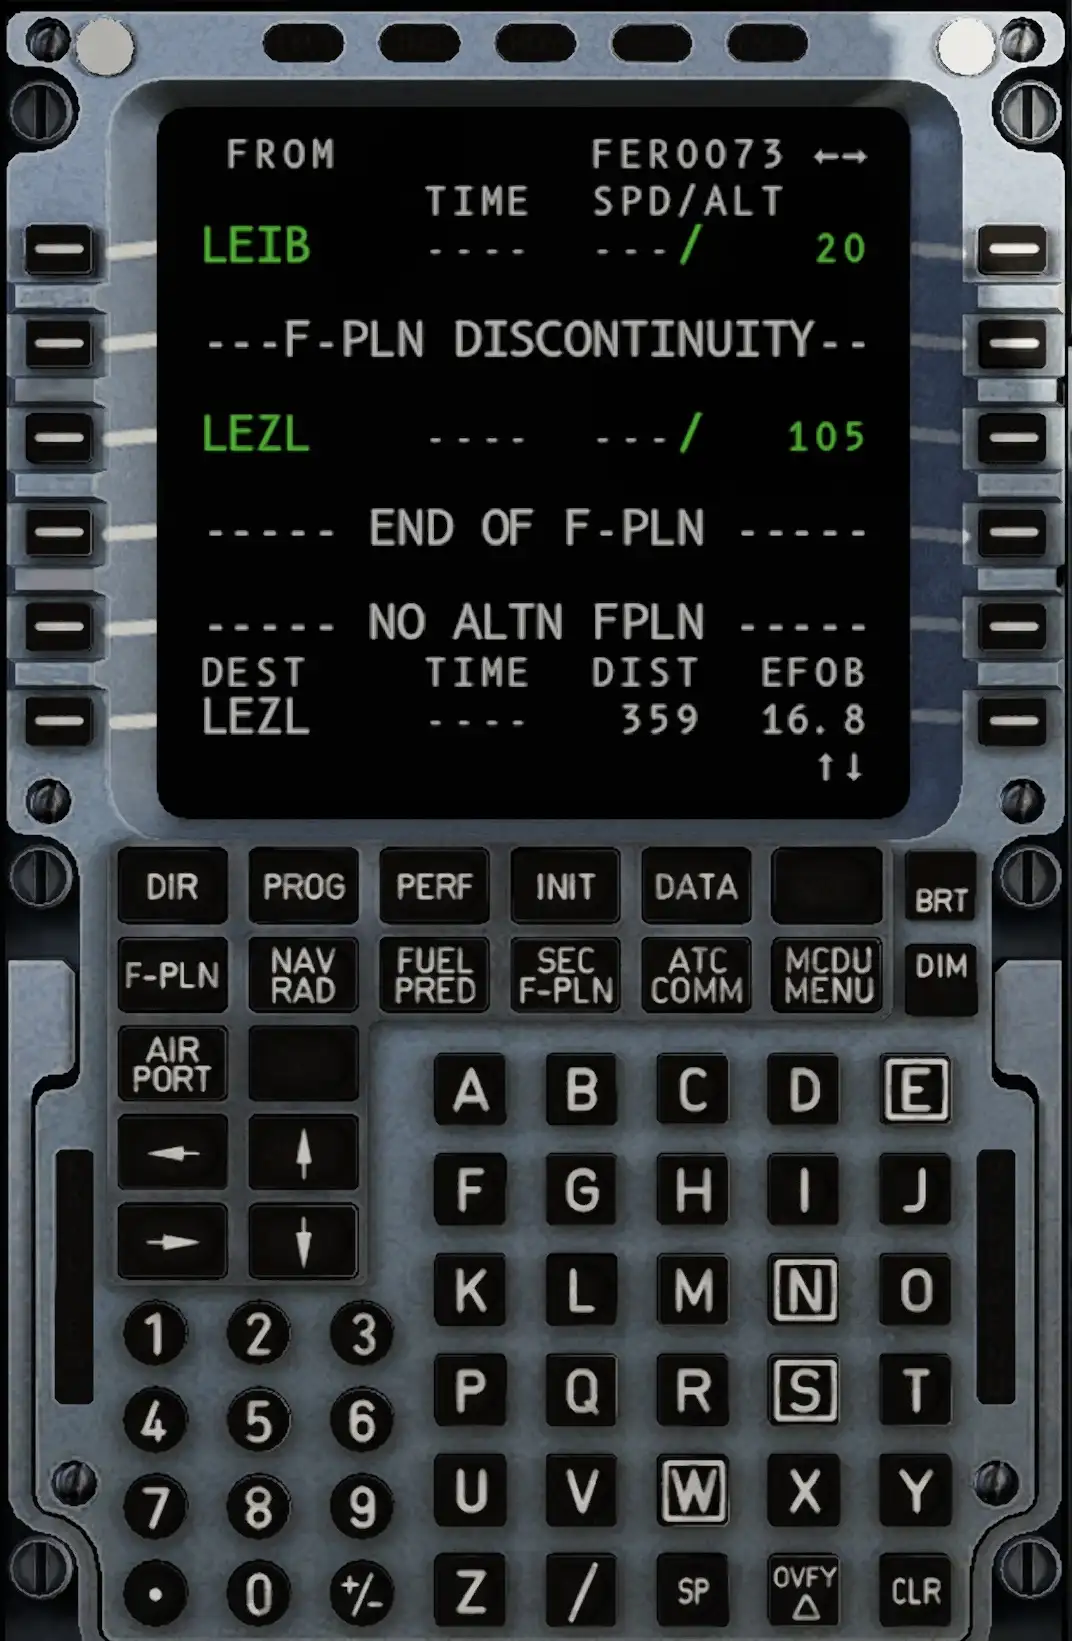 FROM FER0073 ←→
TIME SPD/ALT
LEIB ---- ---/ 20
---F-PLN DISCONTINUITY--
LEZL ---- ---/ 105
----- END OF F-PLN -----
----- NO ALTN FPLN -----
DEST TIME DIST EFOB
LEZL ---- 359 16.8
↑↓
DIR PROG PERF INIT DATA BRT
F-PLN NAV RAD FUEL PRED SEC F-PLN ATC COMM MCDU MENU DIM
AIR PORT
← ↑
→ ↓
A B C D E
F G H I J
K L M N O
1 2 3
P Q R S T
4 5 6
U V W X Y
7 8 9
Z / SP OVFY △ CLR
. 0 +/-